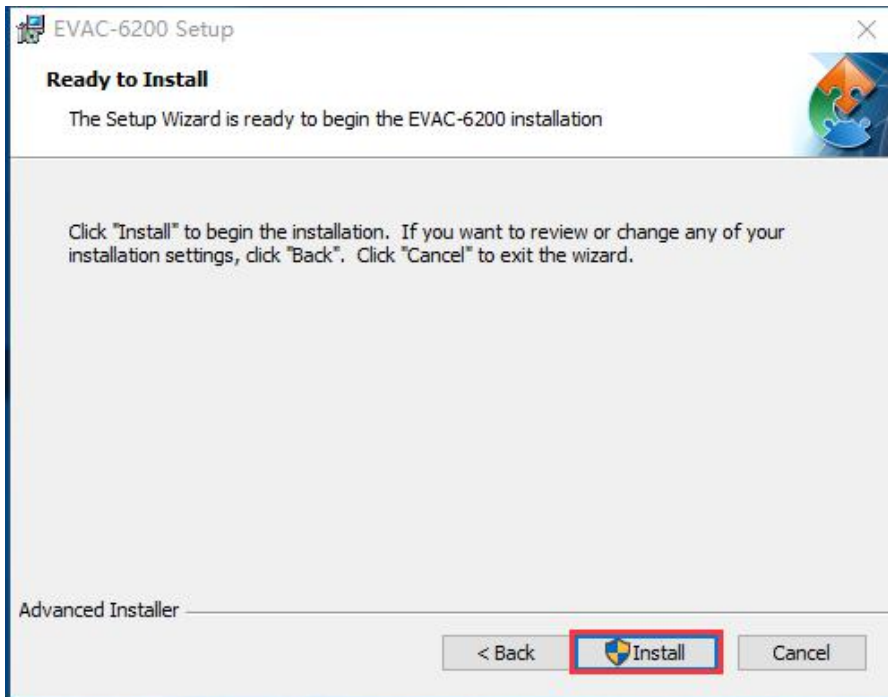 EVAC-6200 Setup
Ready to Install
The Setup Wizard is ready to begin the EVAC-6200 installation
Click "Install" to begin the installation.  If you want to review or change any of your
installation settings, click "Back".  Click "Cancel" to exit the wizard.
Advanced Installer
< Back
Install
Cancel